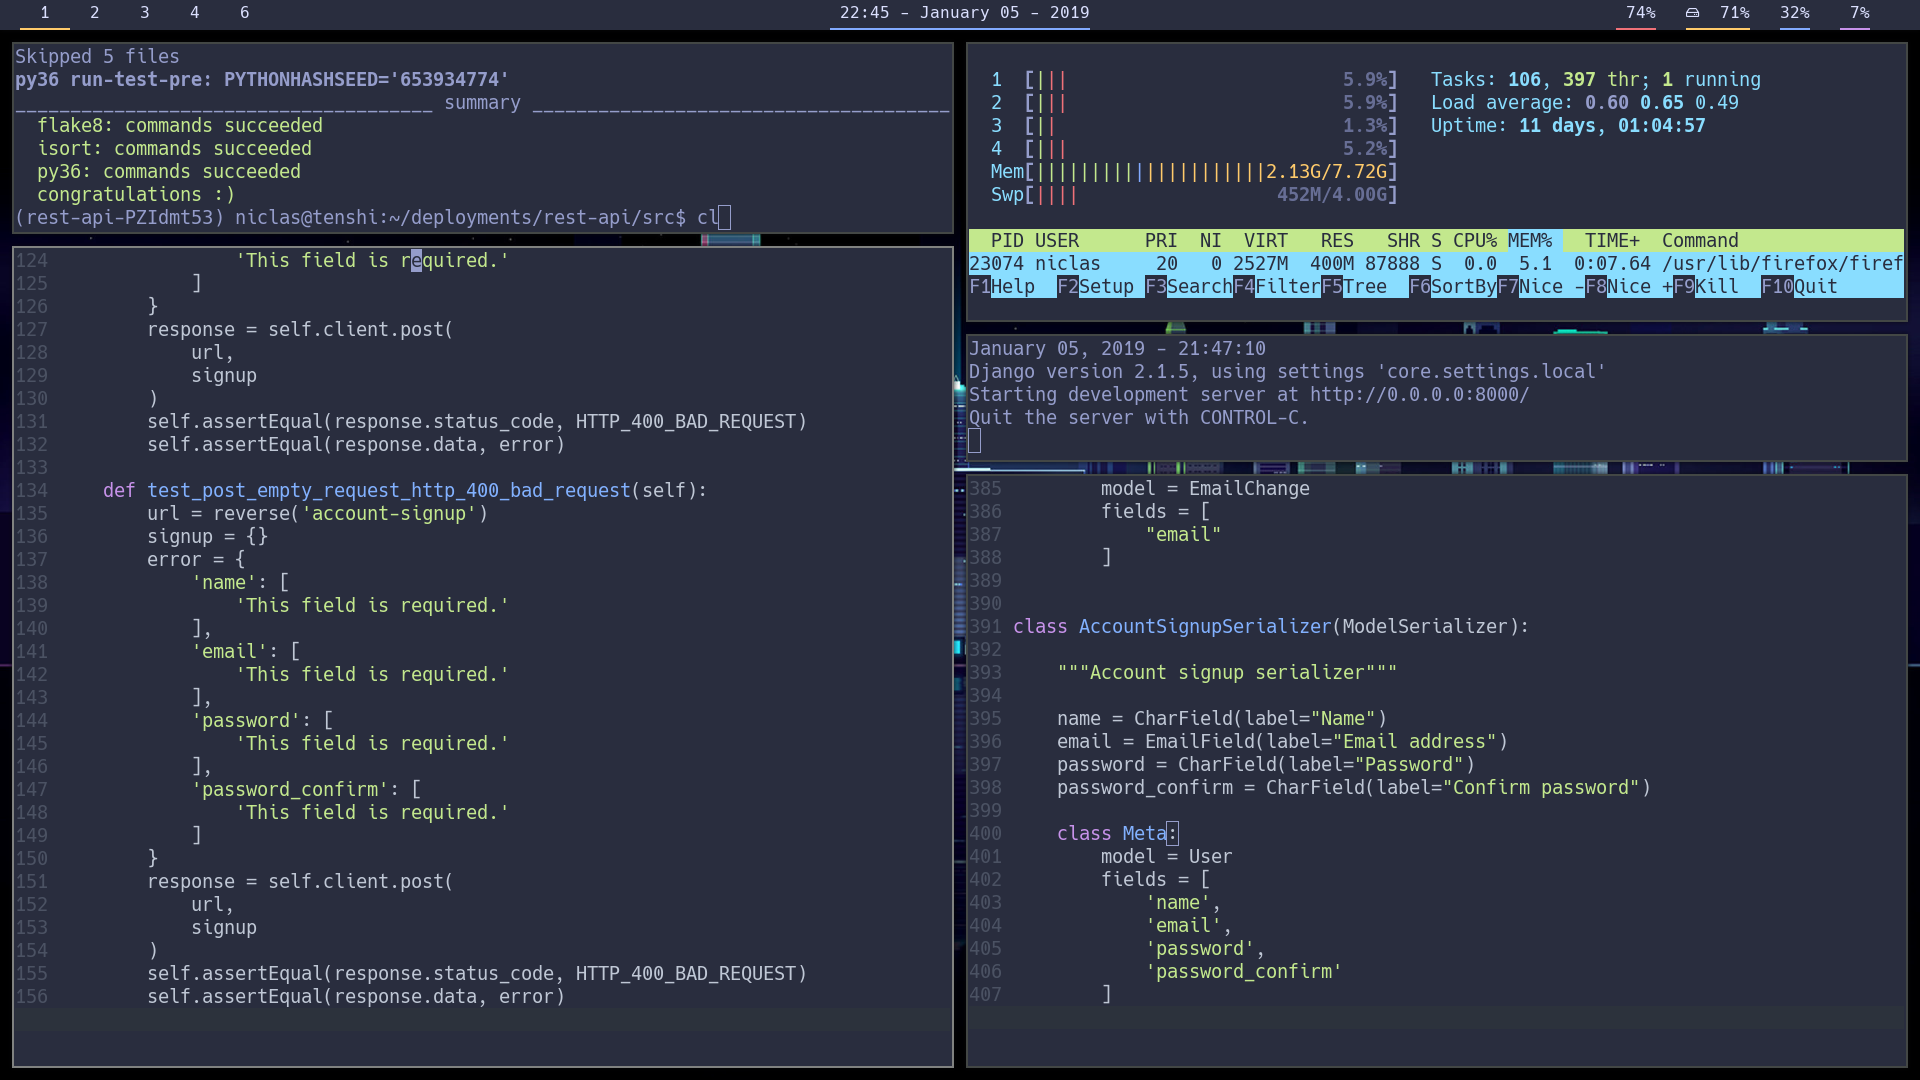 1 2 3 4 6 22:45 - January 05 - 2019 74% 71% 32% 7%
Skipped 5 files
py36 run-test-pre: PYTHONHASHSEED='653934774'
______________________________________ summary ______________________________________
flake8: commands succeeded
isort: commands succeeded
py36: commands succeeded
congratulations :)
(rest-api-PZIdmt53) niclas@tenshi:~/deployments/rest-api/src$ cl
124 'This field is required.'
125 ]
126 }
127 response = self.client.post(
128 url,
129 signup
130 )
131 self.assertEqual(response.status_code, HTTP_400_BAD_REQUEST)
132 self.assertEqual(response.data, error)
133
134 def test_post_empty_request_http_400_bad_request(self):
135 url = reverse('account-signup')
136 signup = {}
137 error = {
138 'name': [
139 'This field is required.'
140 ],
141 'email': [
142 'This field is required.'
143 ],
144 'password': [
145 'This field is required.'
146 ],
147 'password_confirm': [
148 'This field is required.'
149 ]
150 }
151 response = self.client.post(
152 url,
153 signup
154 )
155 self.assertEqual(response.status_code, HTTP_400_BAD_REQUEST)
156 self.assertEqual(response.data, error)
1 [||| 5.9%] Tasks: 106, 397 thr; 1 running
2 [||| 5.9%] Load average: 0.60 0.65 0.49
3 [|| 1.3%] Uptime: 11 days, 01:04:57
4 [||| 5.2%]
Mem[|||||||||||||||||||||2.13G/7.72G]
Swp[|||| 452M/4.00G]
PID USER PRI NI VIRT RES SHR S CPU% MEM% TIME+ Command
23074 niclas 20 0 2527M 400M 87888 S 0.0 5.1 0:07.64 /usr/lib/firefox/firef
F1Help F2Setup F3SearchF4FilterF5Tree F6SortByF7Nice -F8Nice +F9Kill F10Quit
January 05, 2019 - 21:47:10
Django version 2.1.5, using settings 'core.settings.local'
Starting development server at http://0.0.0.0:8000/
Quit the server with CONTROL-C.
385 model = EmailChange
386 fields = [
387 "email"
388 ]
389
390
391 class AccountSignupSerializer(ModelSerializer):
392
393 """Account signup serializer"""
394
395 name = CharField(label="Name")
396 email = EmailField(label="Email address")
397 password = CharField(label="Password")
398 password_confirm = CharField(label="Confirm password")
399
400 class Meta:
401 model = User
402 fields = [
403 'name',
404 'email',
405 'password',
406 'password_confirm'
407 ]